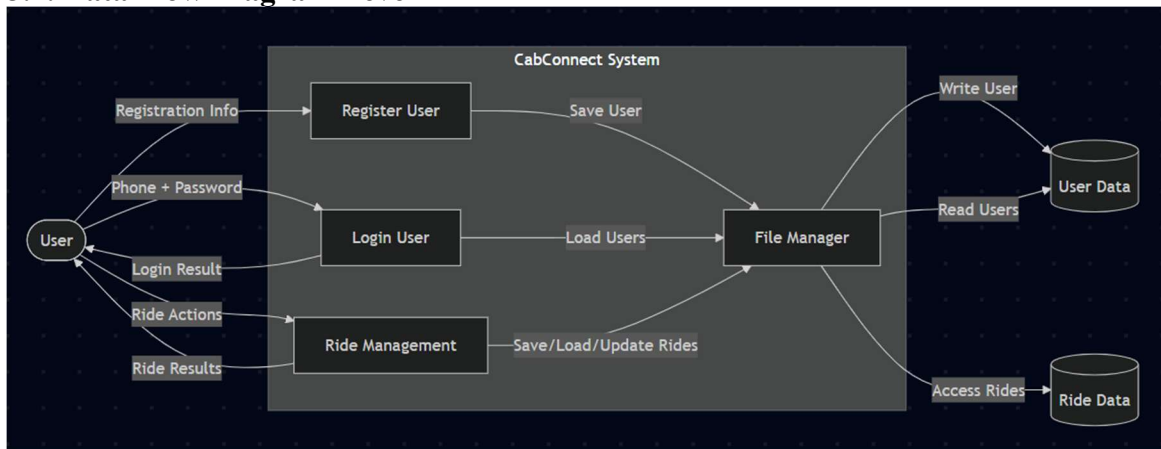 CabConnect System
Registration Info
Register User
Save User
Write User
Phone + Password
User Data
User
Login User
Load Users
File Manager
Read Users
Login Result
Ride Actions
Ride Management
Save/Load/Update Rides
Ride Results
Access Rides
Ride Data